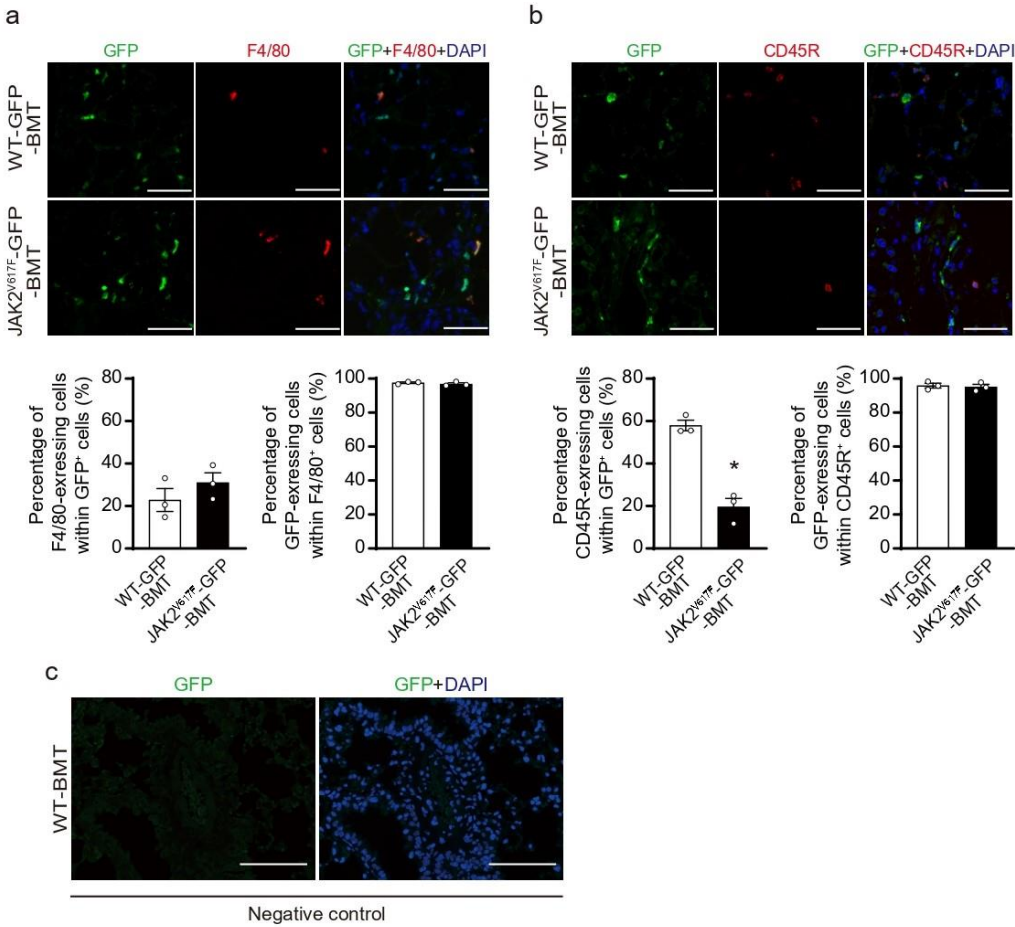 a
GFP
F4/80
GFP+F4/80+DAPI
WT-GFP
-BMT
JAK2V617F-GFP
-BMT
Percentage of
F4/80-exressing cells
within GFP+ cells (%)
80
60
40
20
0
WT-GFP
-BMT
JAK2V617F-GFP
-BMT
Percentage of
GFP-expressing cells
within F4/80+ cells (%)
100
80
60
40
20
0
WT-GFP
-BMT
JAK2V617F-GFP
-BMT
b
GFP
CD45R
GFP+CD45R+DAPI
WT-GFP
-BMT
JAK2V617F-GFP
-BMT
Percentage of
CD45R-exressing cells
within GFP+ cells (%)
80
60
40
20
0
*
WT-GFP
-BMT
JAK2V617F-GFP
-BMT
Percentage of
GFP-expressing cells
within CD45R+ cells (%)
100
80
60
40
20
0
WT-GFP
-BMT
JAK2V617F-GFP
-BMT
c
GFP
GFP+DAPI
WT-BMT
Negative control